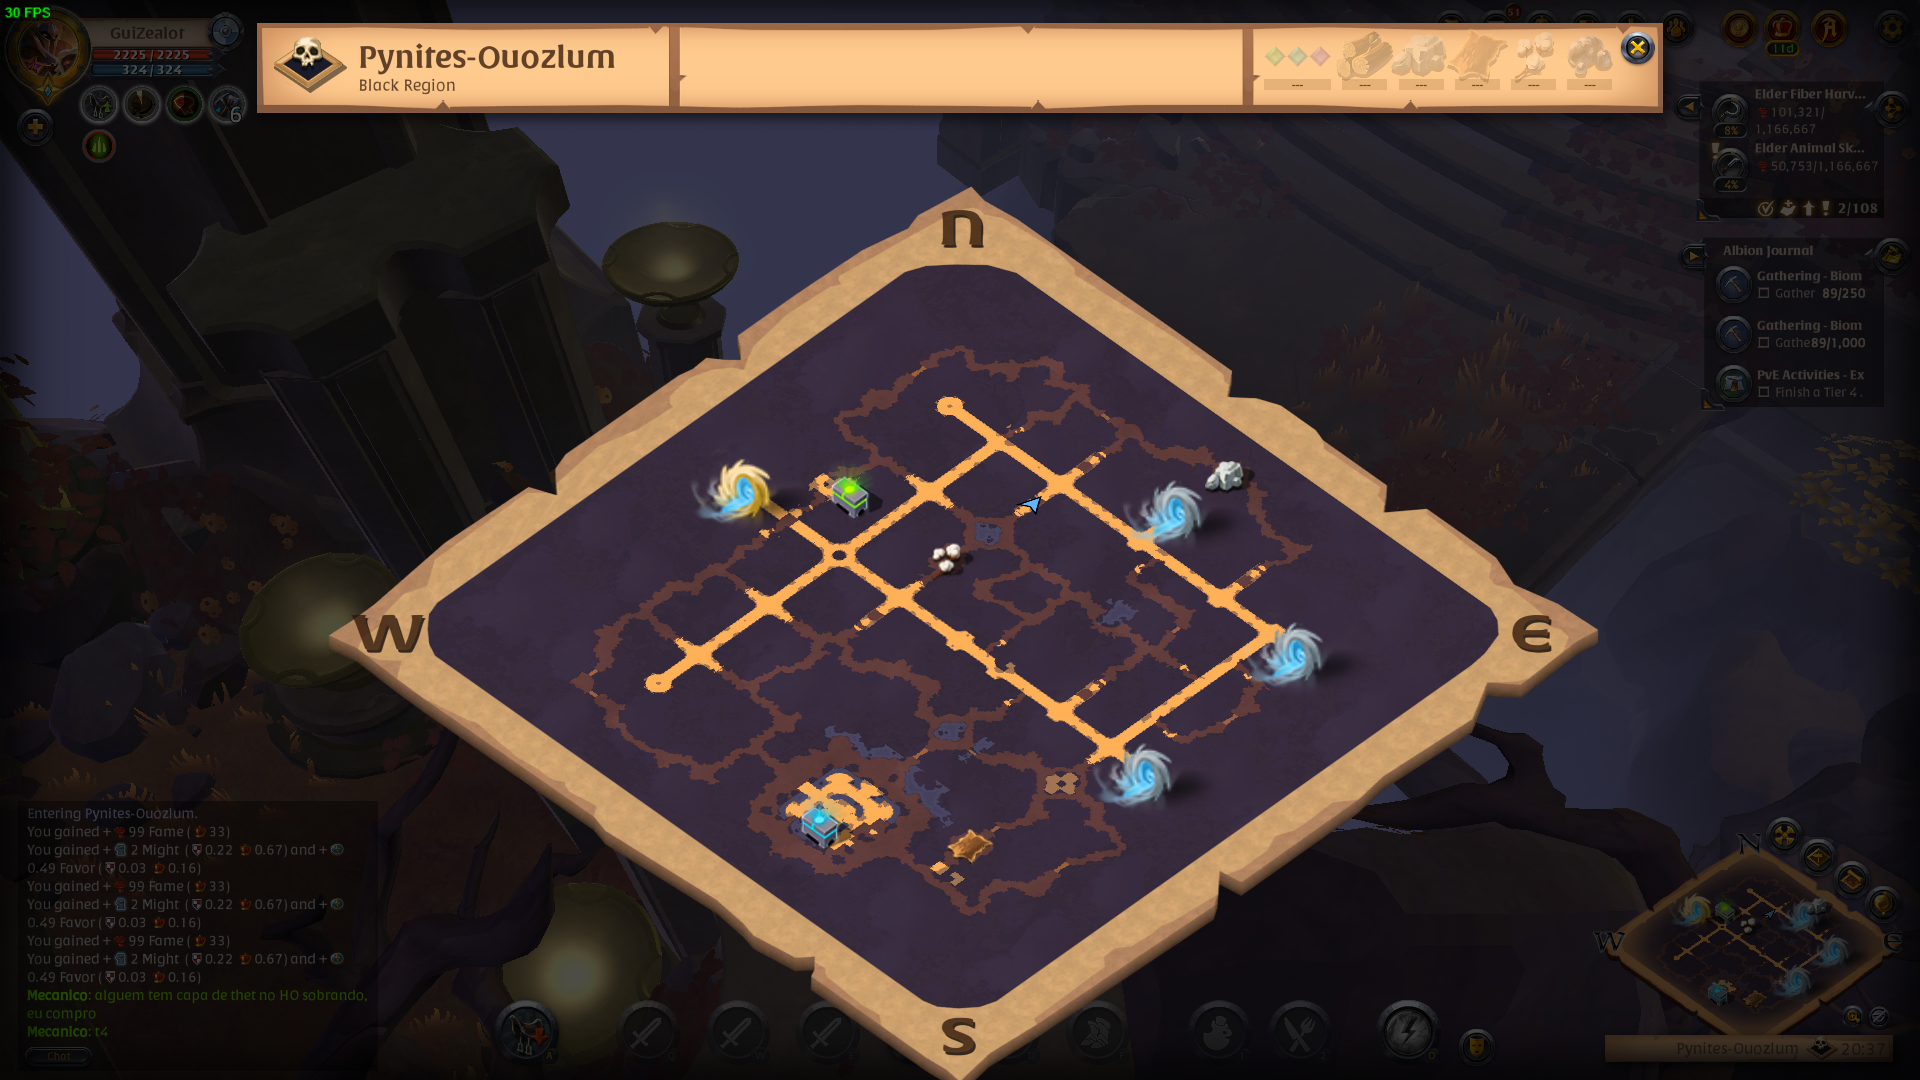 30 FPS
GuiZealot
2225 / 2225
324 / 324
6
Pynites-Ouozlum
Black Region
---
---
---
---
---
---
51
11d
Elder Fiber Harv...
101,321/
1,166,667
8%
Elder Animal Sk...
50,753/1,166,667
4%
2/108
Albion Journal
Gathering - Biom
Gather 89/250
Gathering - Biom
Gathe89/1,000
PvE Activities - Ex
Finish a Tier 4 .
N
W
E
S
Entering Pynites-Ouozlum.
You gained + 99 Fame ( 33)
You gained + 2 Might ( 0.22 0.67) and +
0.49 Favor ( 0.03 0.16)
You gained + 99 Fame ( 33)
You gained + 2 Might ( 0.22 0.67) and +
0.49 Favor ( 0.03 0.16)
You gained + 99 Fame ( 33)
You gained + 2 Might ( 0.22 0.67) and +
0.49 Favor ( 0.03 0.16)
Mecanico: alguem tem capa de thet no HO sobrando,
eu compro
Mecanico: t4
Chat
A
N
W
E
Pynites-Ouozlum 20:37